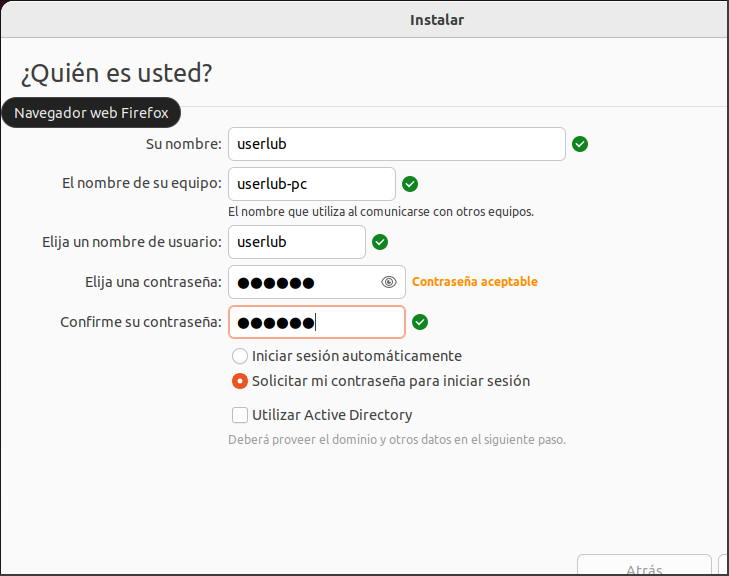 Instalar
¿Quién es usted?
Navegador web Firefox
Su nombre: userlub
El nombre de su equipo: userlub-pc
El nombre que utiliza al comunicarse con otros equipos.
Elija un nombre de usuario: userlub
Elija una contraseña: ●●●●●● Contraseña aceptable
Confirme su contraseña: ●●●●●●
Iniciar sesión automáticamente
Solicitar mi contraseña para iniciar sesión
Utilizar Active Directory
Deberá proveer el dominio y otros datos en el siguiente paso.
Atrás